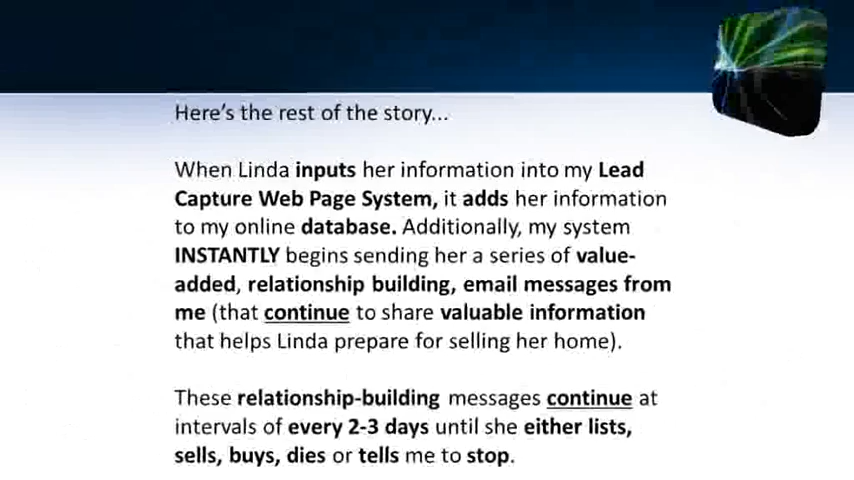 Here's the rest of the story...
When Linda inputs her information into my Lead
Capture Web Page System, it adds her information
to my online database. Additionally, my system
INSTANTLY begins sending her a series of value-
added, relationship building, email messages from
me (that continue to share valuable information
that helps Linda prepare for selling her home).
These relationship-building messages continue at
intervals of every 2-3 days until she either lists,
sells, buys, dies or tells me to stop.